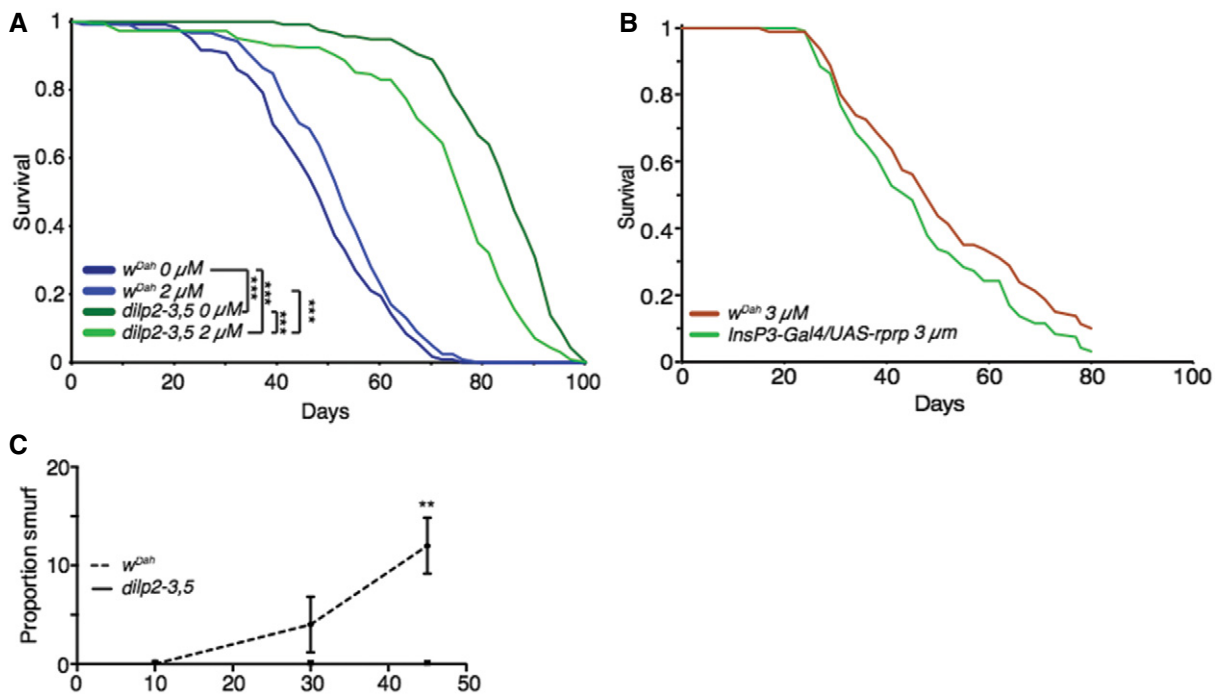 A
1
0.8
0.6
0.4
0.2
0
Survival
0 20 40 60 80 100
Days
w^Dah 0 µM
w^Dah 2 µM
dilp2-3,5 0 µM
dilp2-3,5 2 µM
***
***
***
***
B
1
0.8
0.6
0.4
0.2
0
Survival
0 20 40 60 80 100
Days
w^Dah 3 µM
InsP3-Gal4/UAS-rprp 3 µm
C
20
10
0
Proportion smurf
**
w^Dah
dilp2-3,5
0 10 20 30 40 50